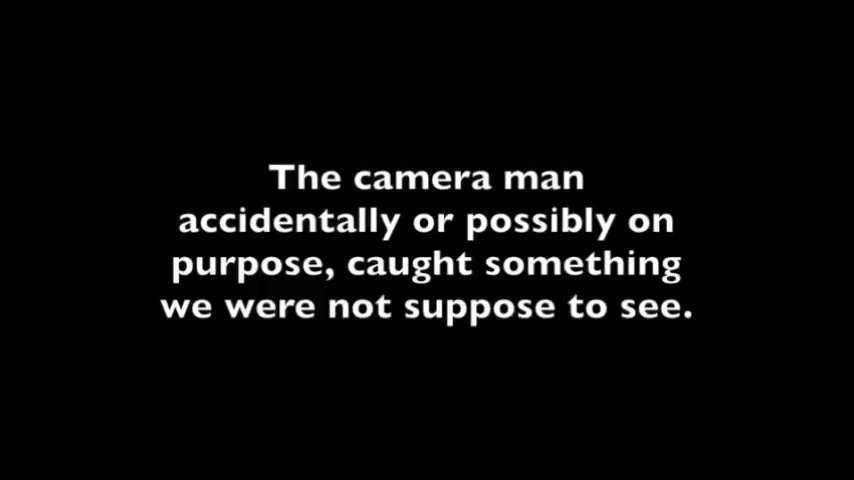 The camera man
accidentally or possibly on
purpose, caught something
we were not suppose to see.